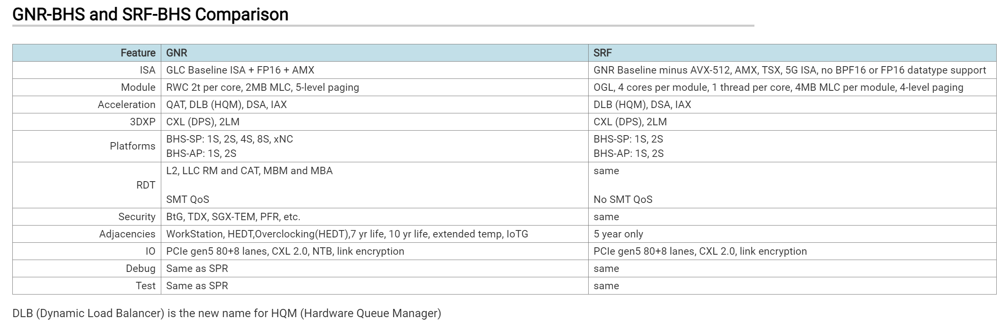 GNR-BHS and SRF-BHS Comparison
Feature GNR SRF
ISA GLC Baseline ISA + FP16 + AMX GNR Baseline minus AVX-512, AMX, TSX, 5G ISA, no BPF16 or FP16 datatype support
Module RWC 2t per core, 2MB MLC, 5-level paging OGL, 4 cores per module, 1 thread per core, 4MB MLC per module, 4-level paging
Acceleration QAT, DLB (HQM), DSA, IAX DLB (HQM), DSA, IAX
3DXP CXL (DPS), 2LM CXL (DPS), 2LM
Platforms BHS-SP: 1S, 2S, 4S, 8S, xNC BHS-SP: 1S, 2S
BHS-AP: 1S, 2S BHS-AP: 1S, 2S
RDT L2, LLC RM and CAT, MBM and MBA same
SMT QoS No SMT QoS
Security BtG, TDX, SGX-TEM, PFR, etc. same
Adjacencies WorkStation, HEDT,Overclocking(HEDT),7 yr life, 10 yr life, extended temp, IoTG 5 year only
IO PCIe gen5 80+8 lanes, CXL 2.0, NTB, link encryption PCIe gen5 80+8 lanes, CXL 2.0, link encryption
Debug Same as SPR same
Test Same as SPR same
DLB (Dynamic Load Balancer) is the new name for HQM (Hardware Queue Manager)